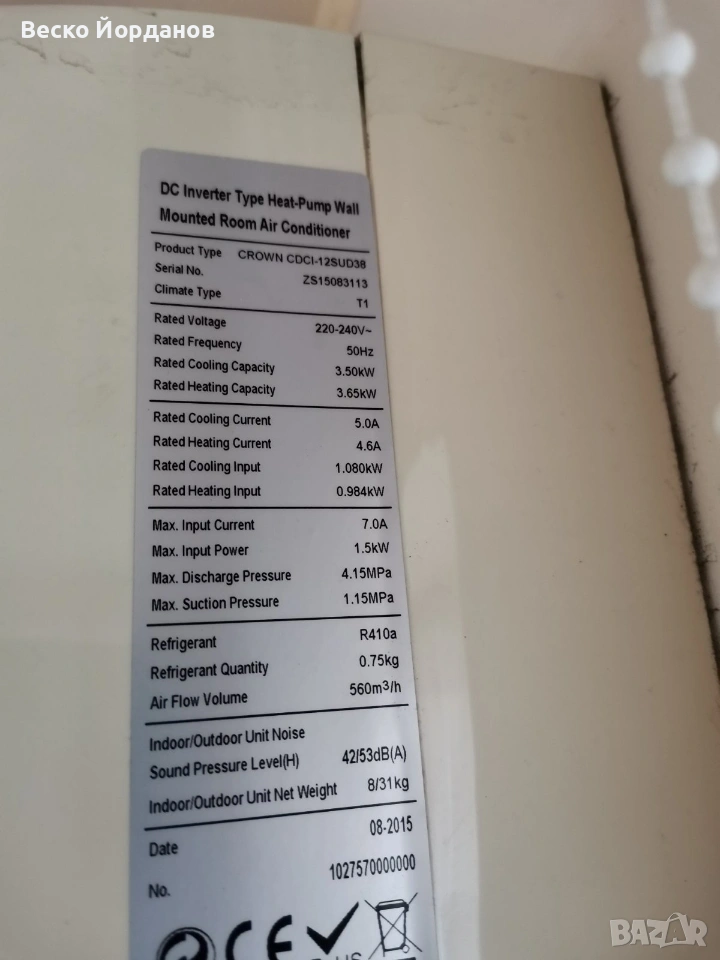 Веско Йорданов
DC Inverter Type Heat-Pump Wall
Mounted Room Air Conditioner
Product Type CROWN CDCI-12SUD38
Serial No. ZS15083113
Climate Type T1
Rated Voltage 220-240V~
Rated Frequency 50Hz
Rated Cooling Capacity 3.50kW
Rated Heating Capacity 3.65kW
Rated Cooling Current 5.0A
Rated Heating Current 4.6A
Rated Cooling Input 1.080kW
Rated Heating Input 0.984kW
Max. Input Current 7.0A
Max. Input Power 1.5kW
Max. Discharge Pressure 4.15MPa
Max. Suction Pressure 1.15MPa
Refrigerant R410a
Refrigerant Quantity 0.75kg
Air Flow Volume 560m³/h
Indoor/Outdoor Unit Noise
Sound Pressure Level(H) 42/53dB(A)
Indoor/Outdoor Unit Net Weight 8/31kg
Date 08-2015
No. 1027570000000
CE
BAZAR